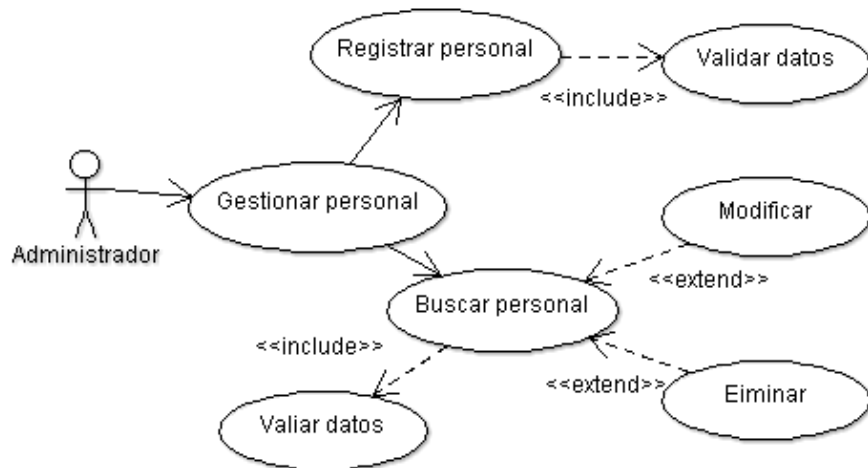 Registrar personal
Validar datos
<<include>>
Gestionar personal
Administrador
Modificar
<<extend>>
Buscar personal
<<include>>
<<extend>>
Eiminar
Valiar datos